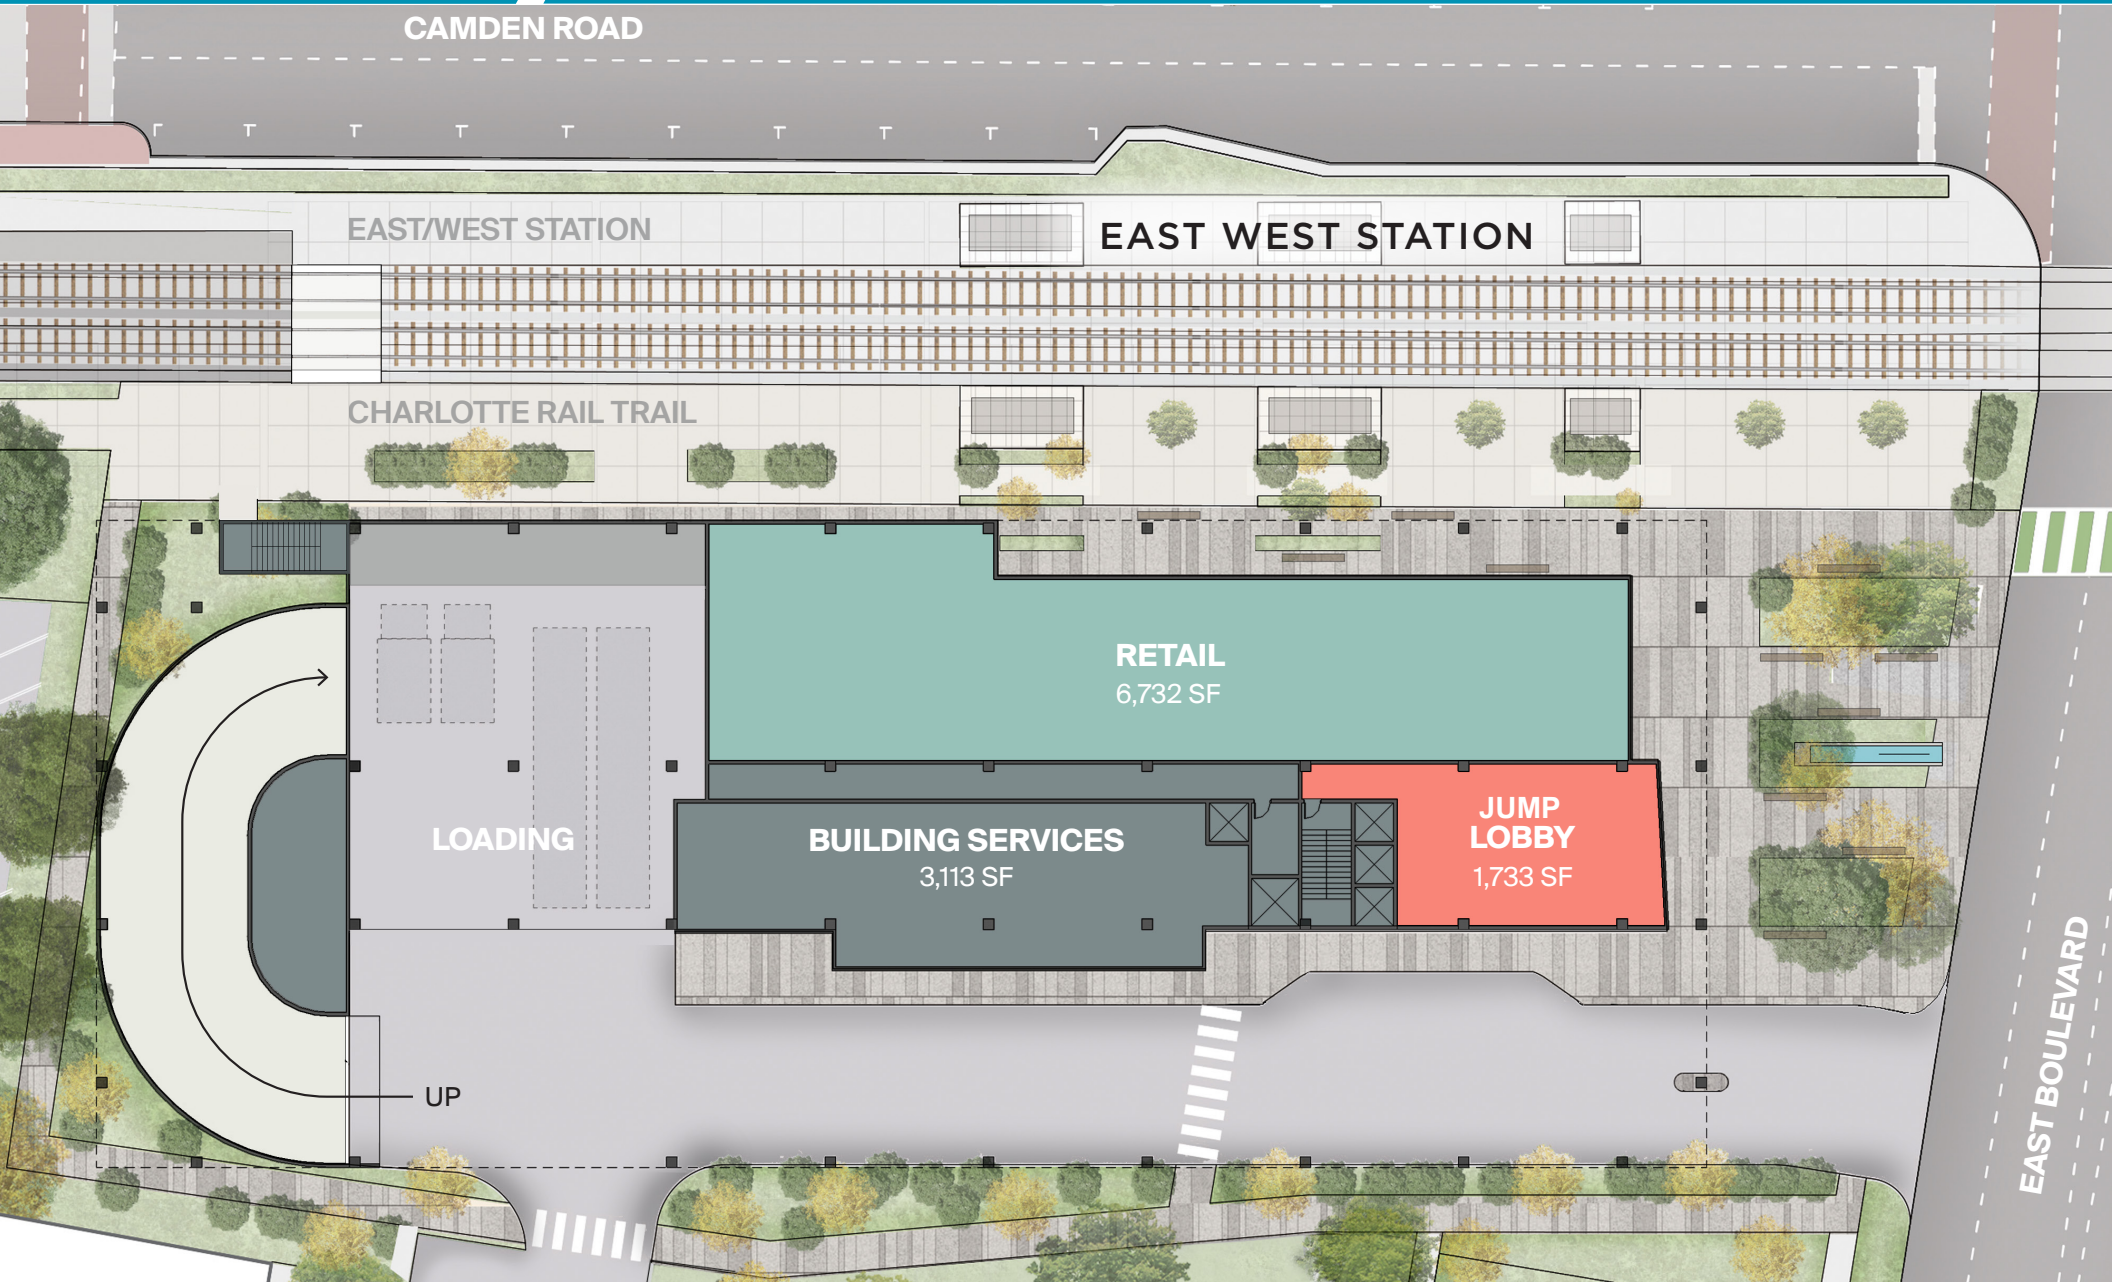 CAMDEN ROAD
EAST/WEST STATION
EAST WEST STATION
CHARLOTTE RAIL TRAIL
RETAIL
6,732 SF
JUMP
LOBBY
1,733 SF
LOADING
BUILDING SERVICES
3,113 SF
UP
EAST BOULEVARD